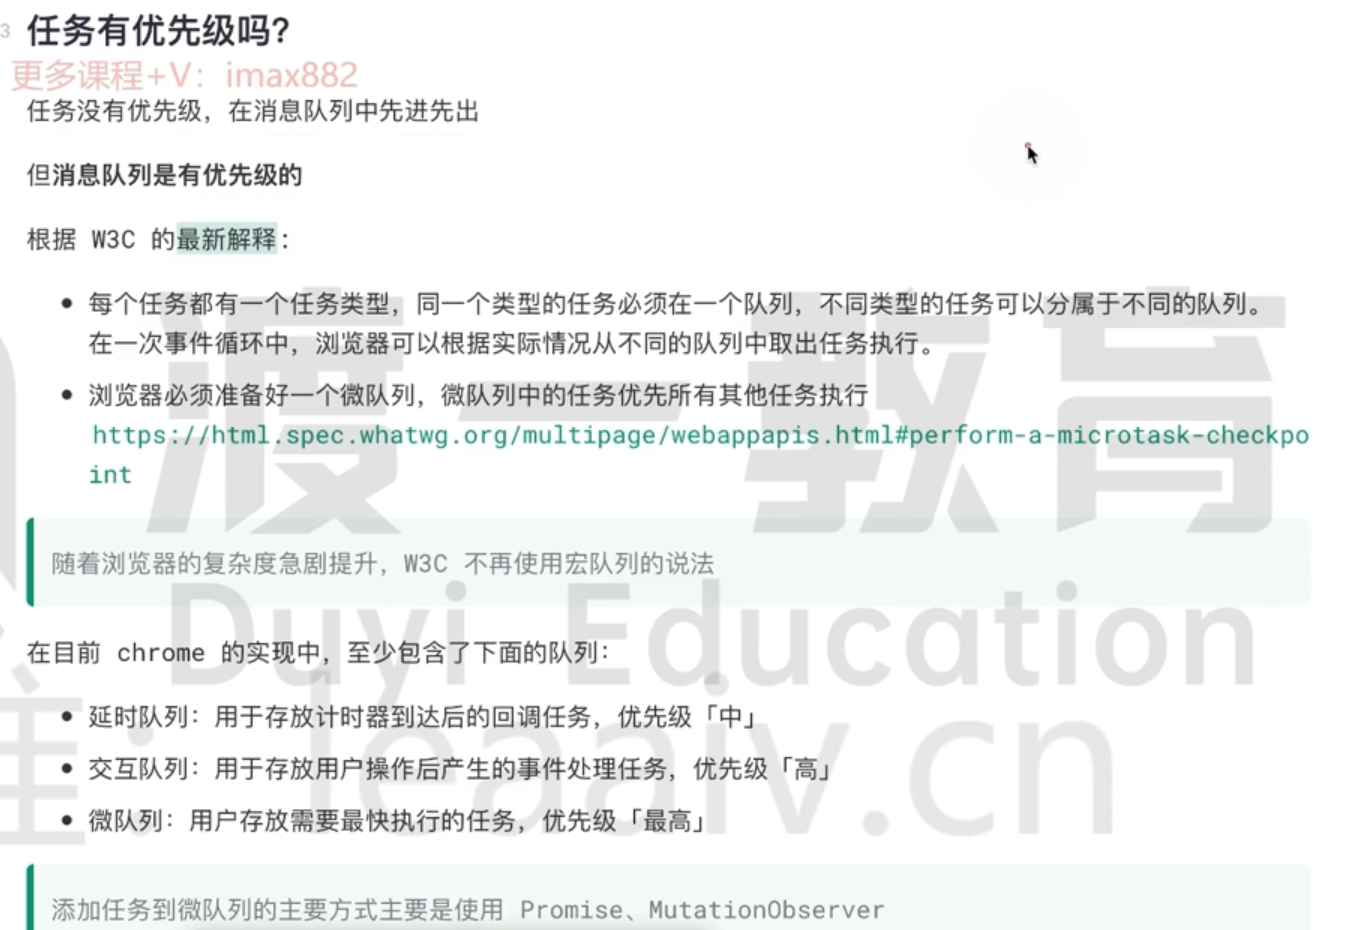 3 任务有优先级吗?
更多课程+V：imax882
任务没有优先级，在消息队列中先进先出
但消息队列是有优先级的
根据 W3C 的最新解释：
• 每个任务都有一个任务类型，同一个类型的任务必须在一个队列，不同类型的任务可以分属于不同的队列。
在一次事件循环中，浏览器可以根据实际情况从不同的队列中取出任务执行。
• 浏览器必须准备好一个微队列，微队列中的任务优先所有其他任务执行
https://html.spec.whatwg.org/multipage/webappapis.html#perform-a-microtask-checkpo
int
渡一教育
随着浏览器的复杂度急剧提升，W3C 不再使用宏队列的说法
Duyi Education
在目前 chrome 的实现中，至少包含了下面的队列：
• 延时队列：用于存放计时器到达后的回调任务，优先级「中」
• 交互队列：用于存放用户操作后产生的事件处理任务，优先级「高」
• 微队列：用户存放需要最快执行的任务，优先级「最高」
添加任务到微队列的主要方式主要是使用 Promise、MutationObserver